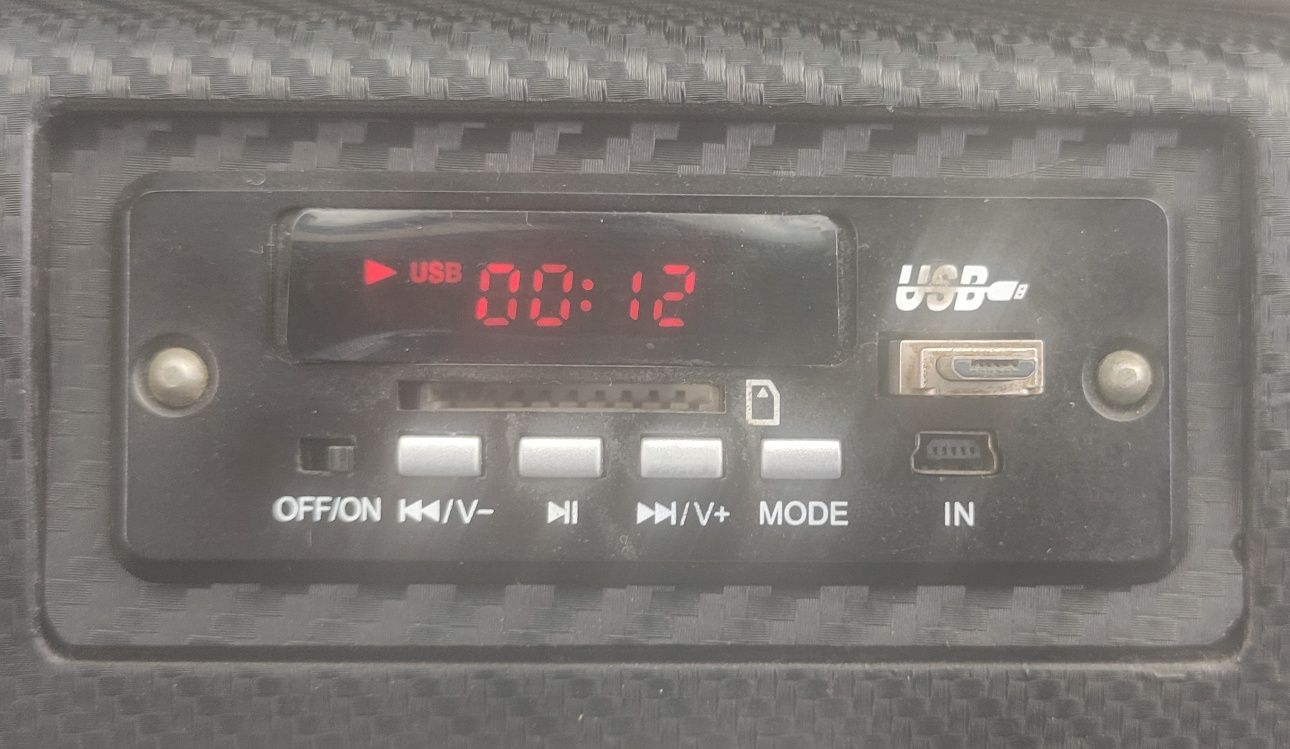 ▶ USB 00:12
USB
OFF/ON ⏮/V− ⏯ ⏭/V+ MODE IN